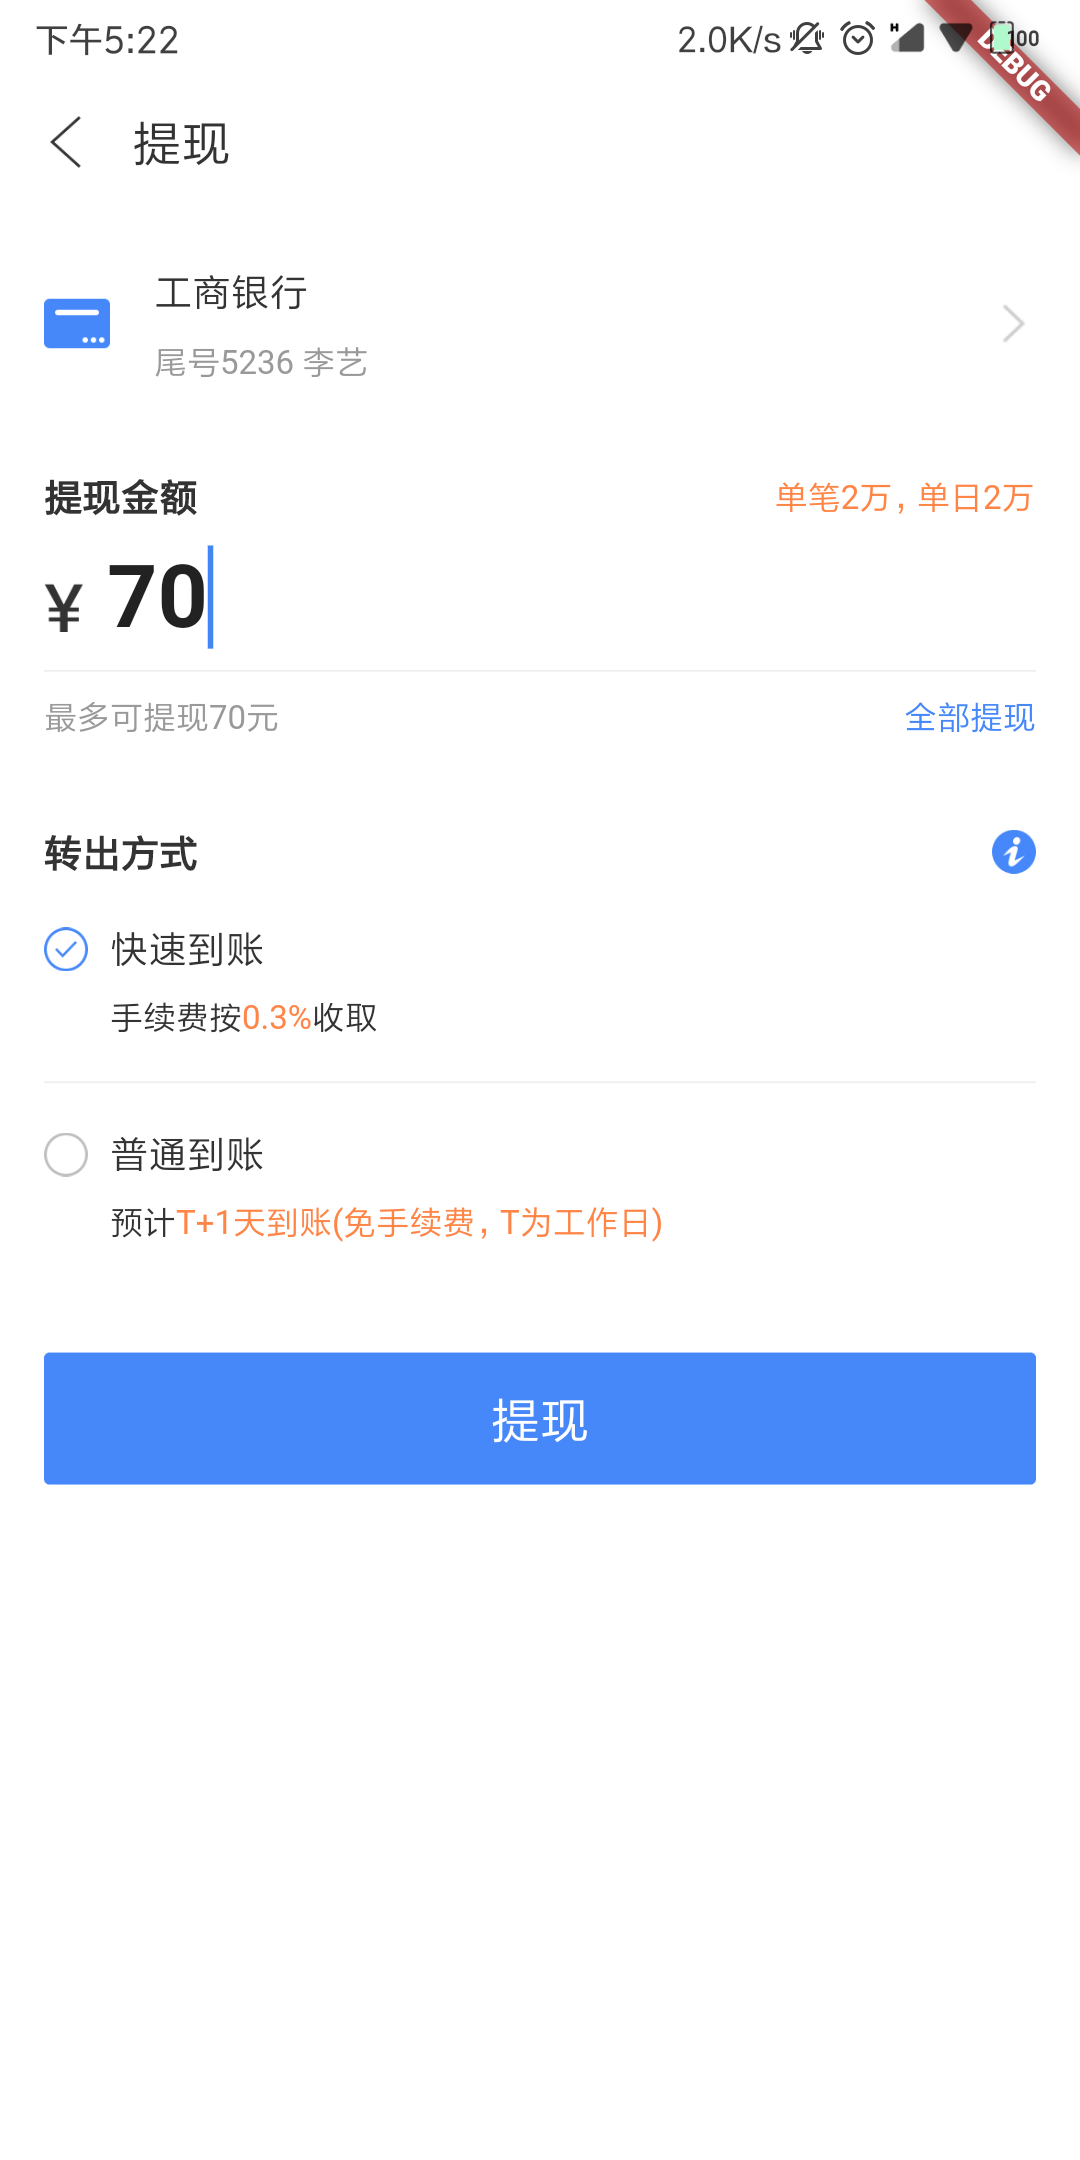 下午5:22
2.0K/s
H
100
DEBUG
提现
工商银行
尾号5236 李艺
提现金额
单笔2万，单日2万
¥ 70
最多可提现70元
全部提现
转出方式
快速到账
手续费按0.3%收取
普通到账
预计T+1天到账(免手续费，T为工作日)
提现